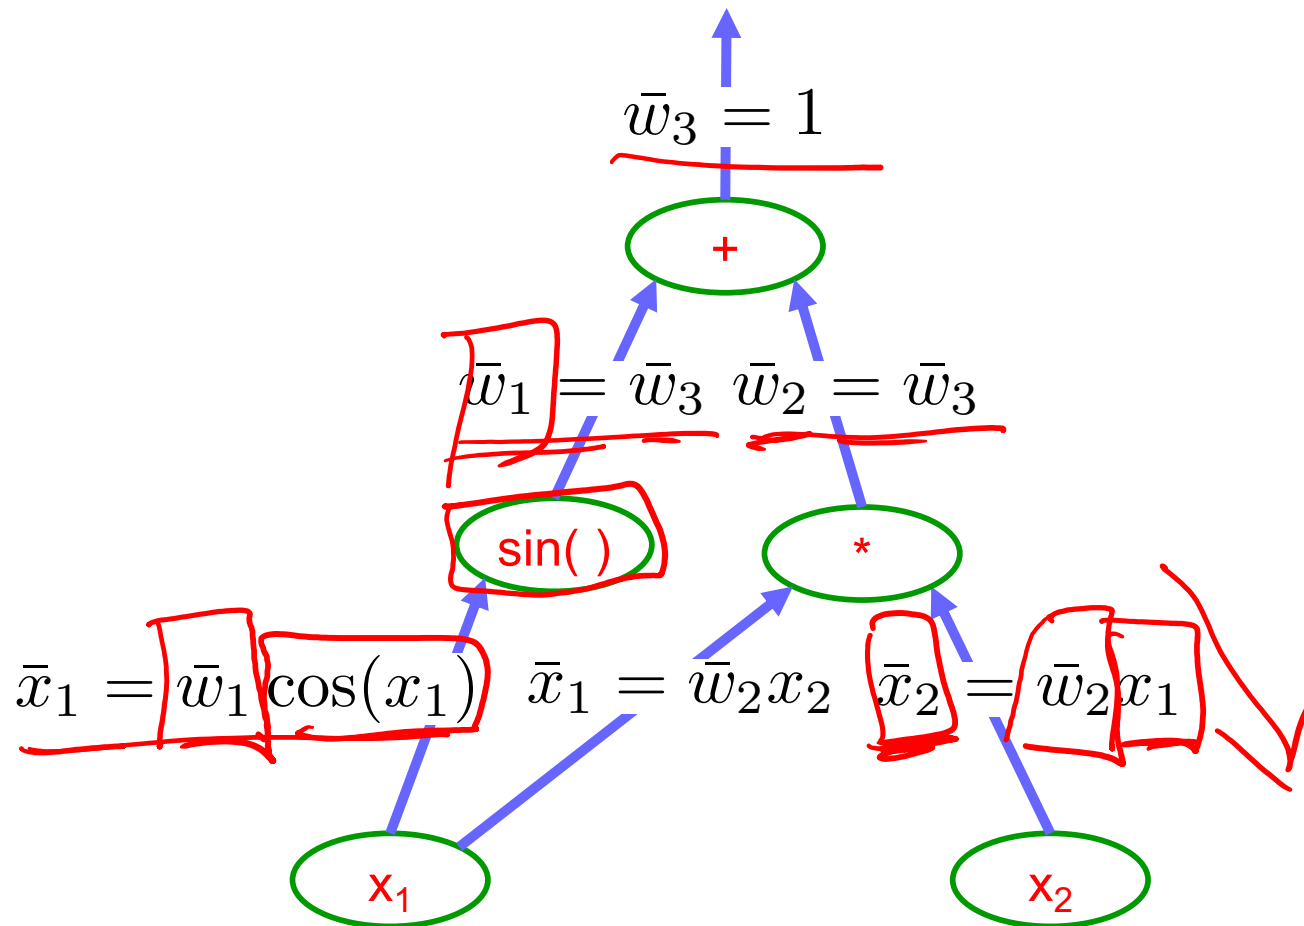 w̄₃ = 1
+
w̄₁ = w̄₃ w̄₂ = w̄₃
sin( ) *
x̄₁ = w̄₁ cos(x₁) x̄₁ = w̄₂x₂ x̄₂ = w̄₂x₁
x₁ x₂